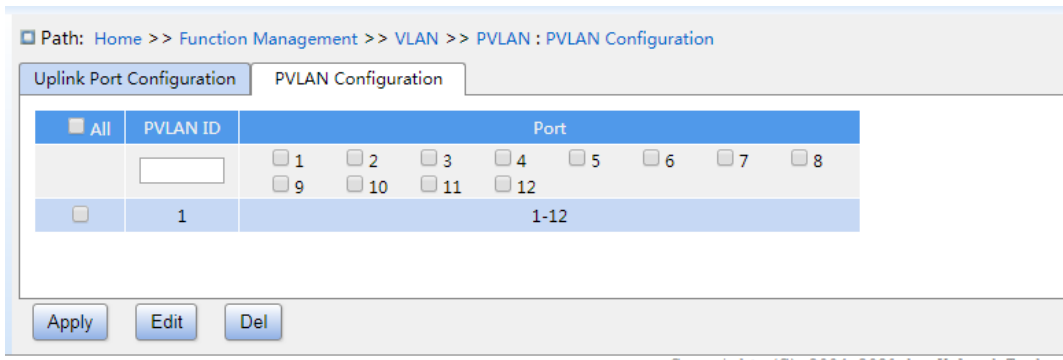 Path: Home >> Function Management >> VLAN >> PVLAN : PVLAN Configuration
Uplink Port Configuration PVLAN Configuration
All PVLAN ID Port
1 2 3 4 5 6 7 8
9 10 11 12
1 1-12
Apply Edit Del